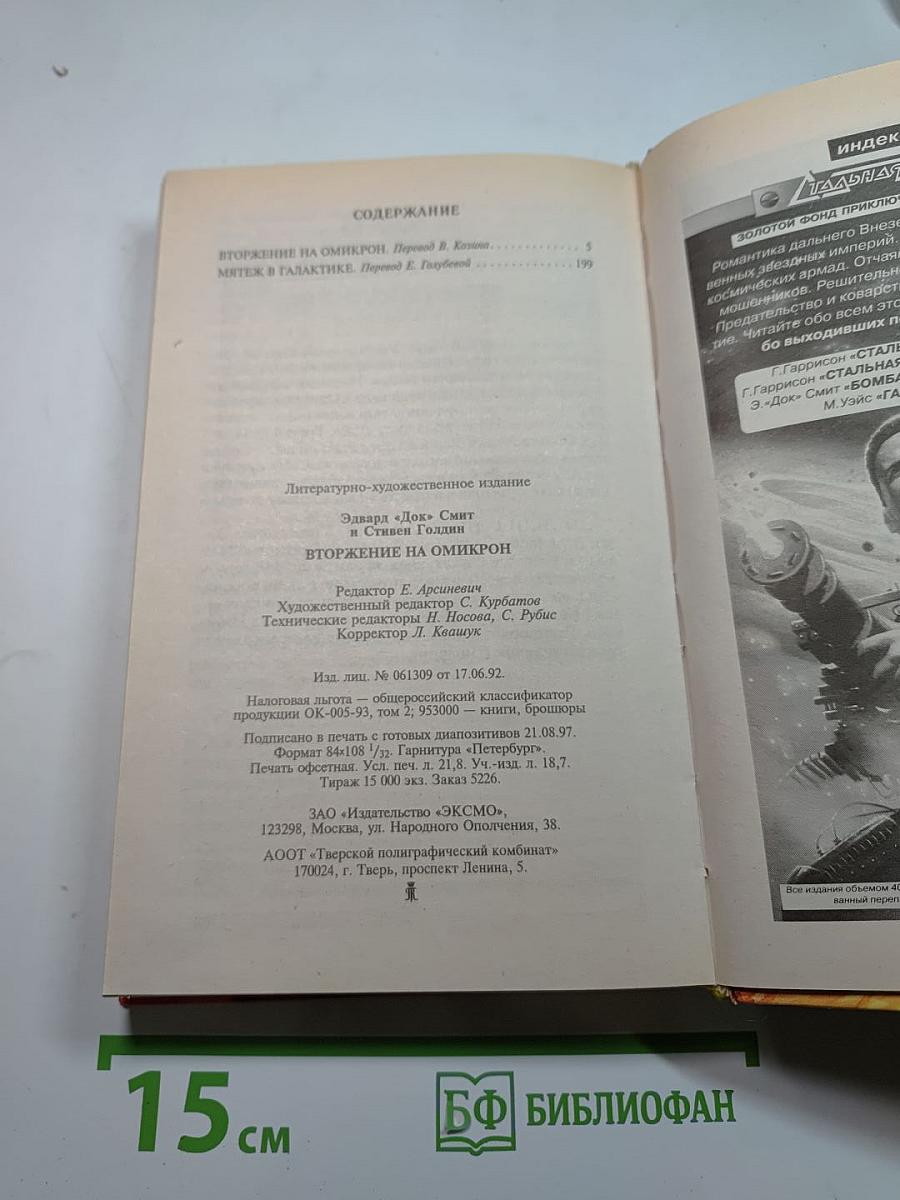 СОДЕРЖАНИЕ
ВТОРЖЕНИЕ НА ОМИКРОН. Перевод В. Козина. . . . . . . . . . . . . 5
МЯТЕЖ В ГАЛАКТИКЕ. Перевод Е. Голубевой . . . . . . . . . . . . . . 199
Литературно-художественное издание
Эдвард «Док» Смит
и Стивен Голдин
ВТОРЖЕНИЕ НА ОМИКРОН
Редактор Е. Арсиневич
Художественный редактор С. Курбатов
Технические редакторы Н. Носова, С. Рубис
Корректор Л. Квашук
Изд. лиц. № 061309 от 17.06.92.
Налоговая льгота — общероссийский классификатор
продукции ОК-005-93, том 2; 953000 — книги, брошюры
Подписано в печать с готовых диапозитивов 21.08.97.
Формат 84×108 1/32. Гарнитура «Петербург».
Печать офсетная. Усл. печ. л. 21,8. Уч.-изд. л. 18,7.
Тираж 15 000 экз. Заказ 5226.
ЗАО «Издательство «ЭКСМО»,
123298, Москва, ул. Народного Ополчения, 38.
АООТ «Тверской полиграфический комбинат»
170024, г. Тверь, проспект Ленина, 5.
индек
СТАЛЬНАЯ
ЗОЛОТОЙ ФОНД ПРИКЛЮЧ
Романтика дальнего Внезе
венных звездных империй.
космических армад. Отчая
мошенников. Решительно
Предательство и коварст
тие. Читайте обо всем это
бо выходивших по
Г.Гаррисон «СТАЛЬ
Г.Гаррисон «СТАЛЬНАЯ
Э.«Док» Смит «БОМБА
М.Уэйс «ГА
Все издания объемом 40
ванный переп
15 см
БФ БИБЛИОФАН